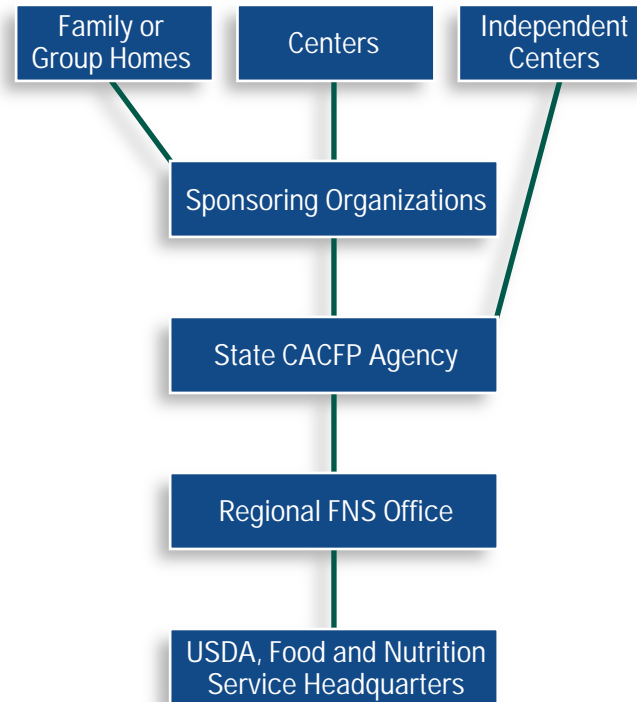 Family or
Group Homes
Centers
Independent
Centers
Sponsoring Organizations
State CACFP Agency
Regional FNS Office
USDA, Food and Nutrition
Service Headquarters